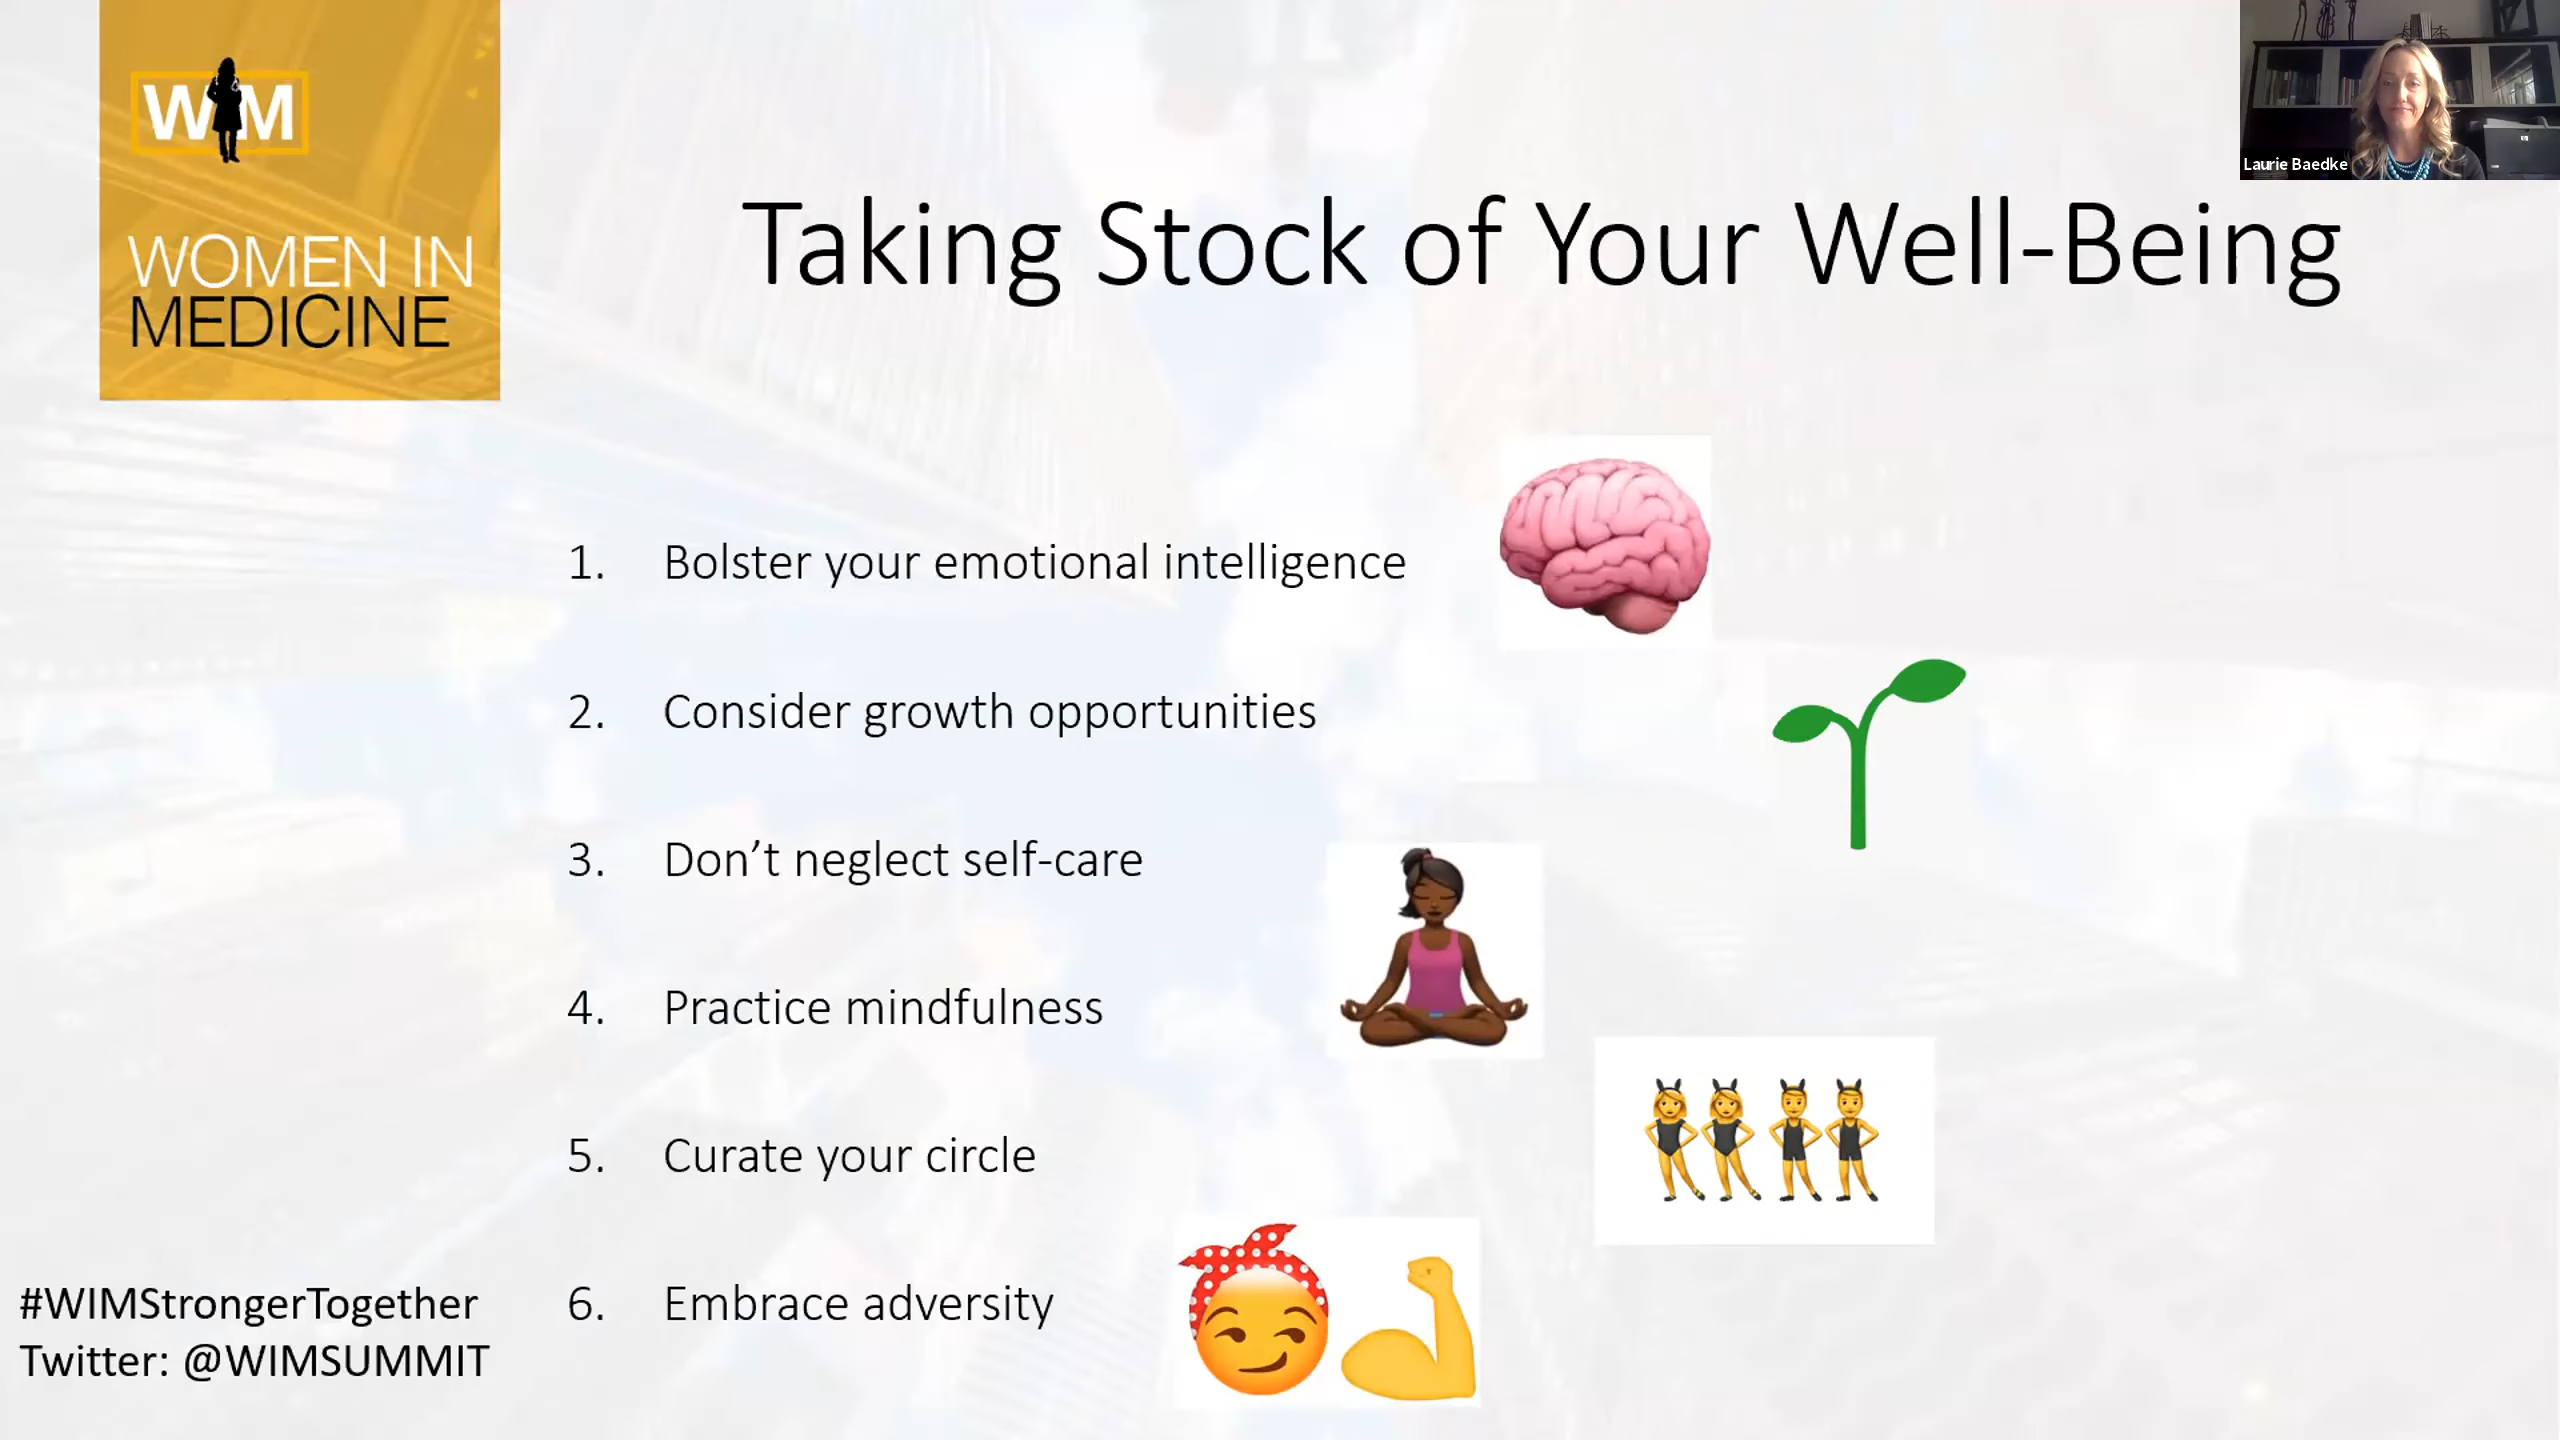 WIM
WOMEN IN
MEDICINE
Laurie Baedke
Taking Stock of Your Well-Being
1. Bolster your emotional intelligence
2. Consider growth opportunities
3. Don’t neglect self-care
4. Practice mindfulness
5. Curate your circle
6. Embrace adversity
#WIMStrongerTogether
Twitter: @WIMSUMMIT